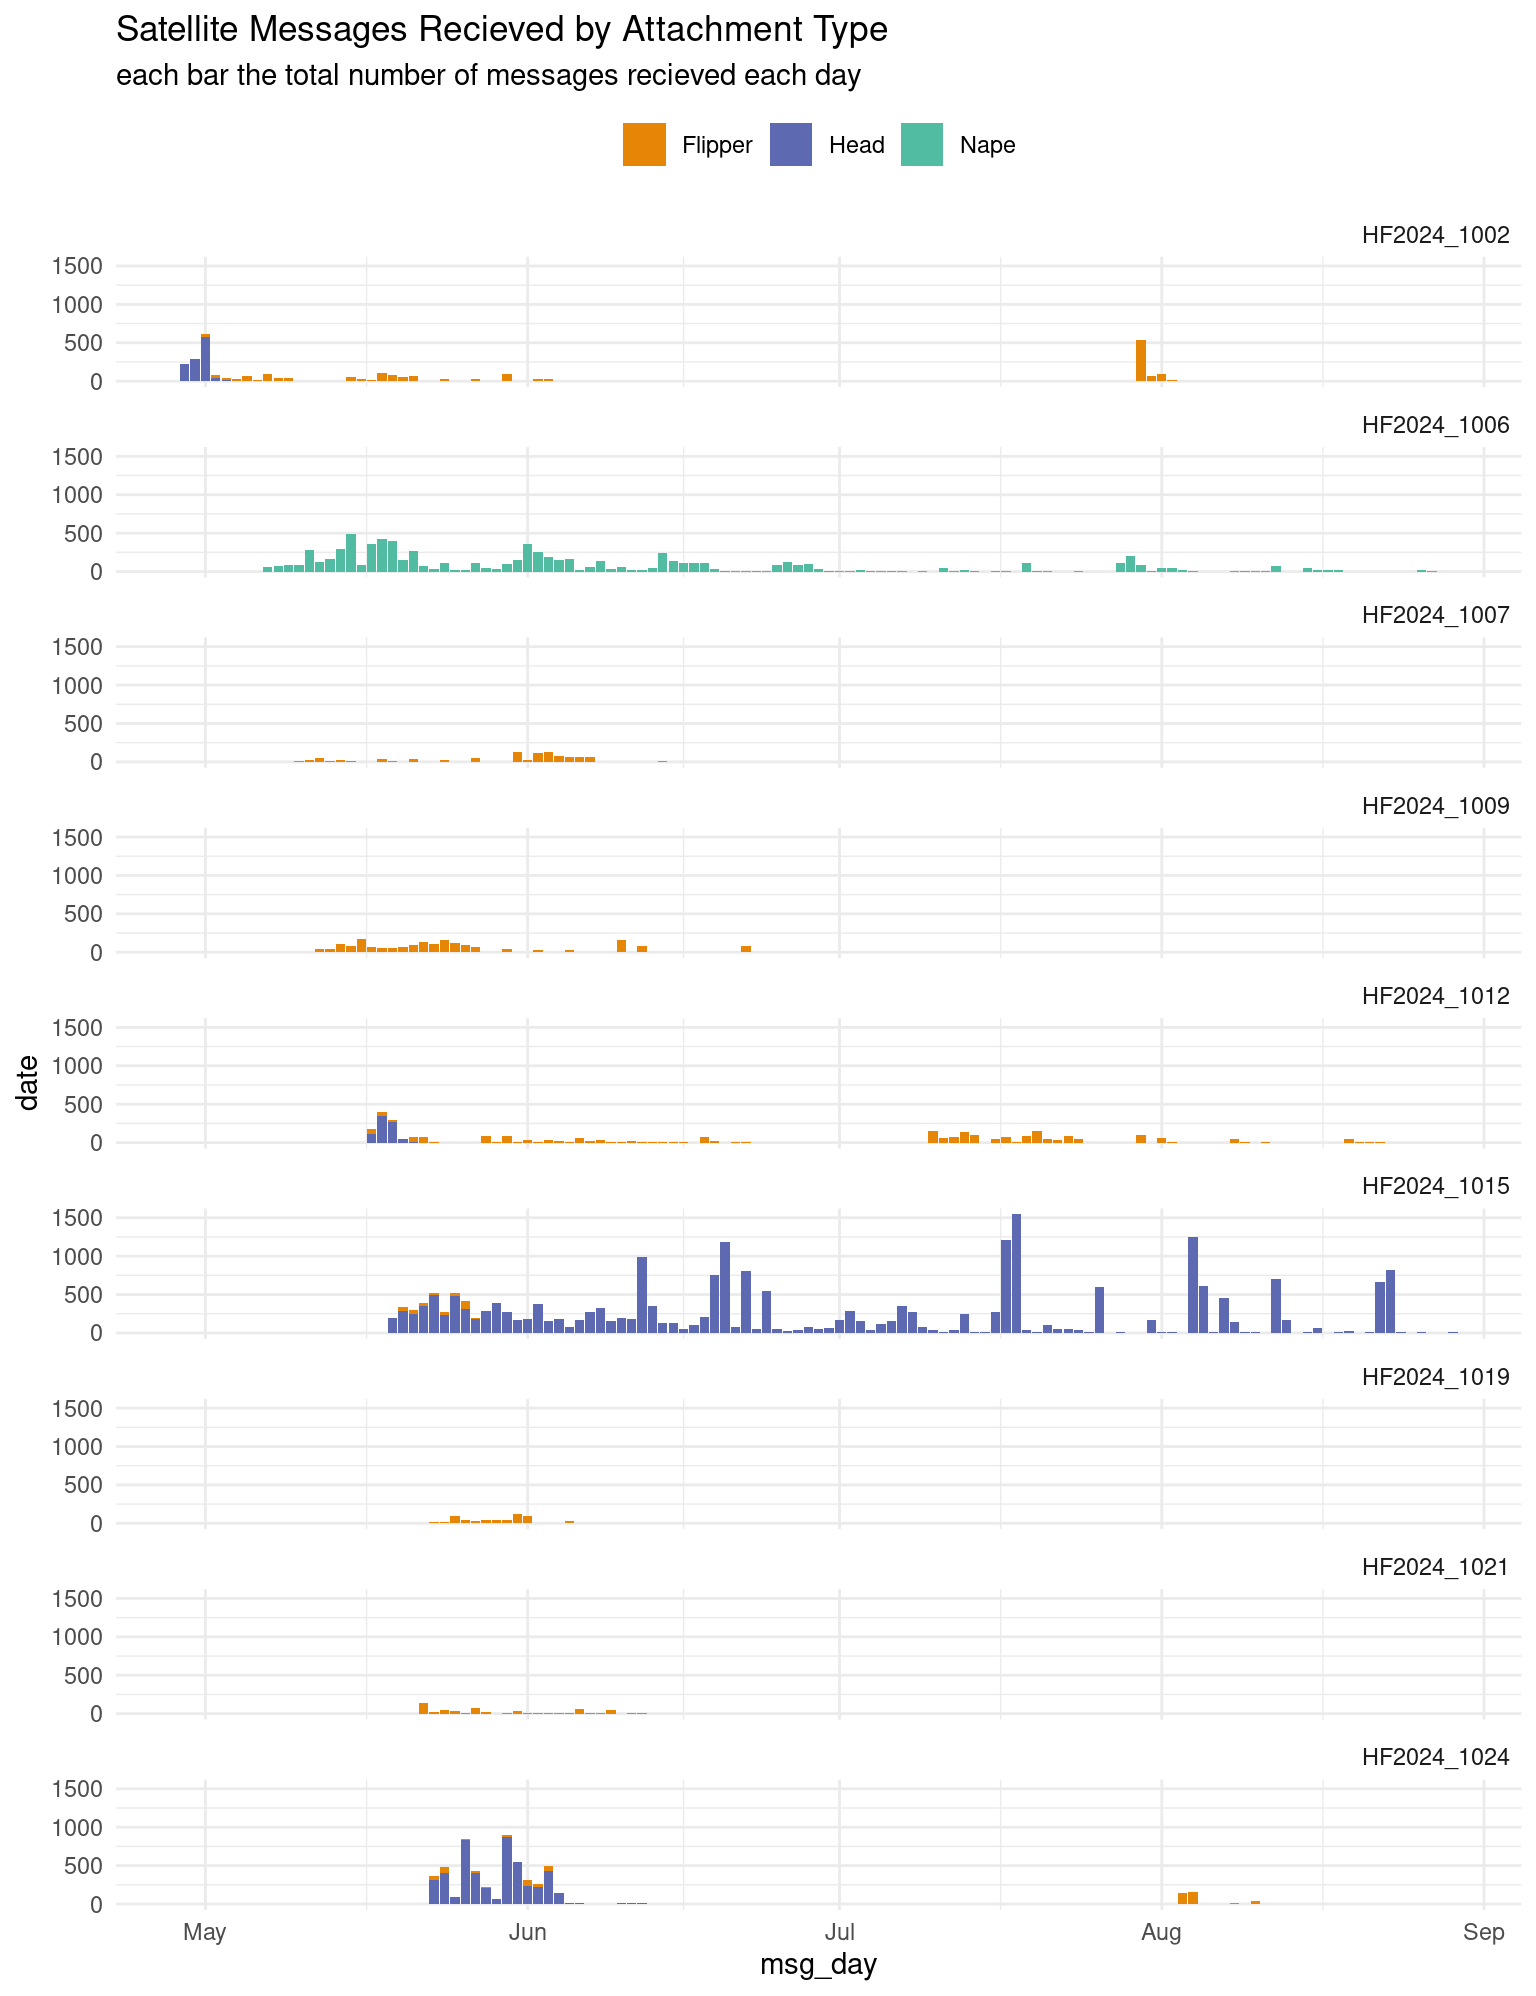 Satellite Messages Recieved by Attachment Type
each bar the total number of messages recieved each day
Flipper Head Nape
HF2024_1002
1500
1000
500
0
HF2024_1006
1500
1000
500
0
HF2024_1007
1500
1000
500
0
HF2024_1009
1500
1000
500
0
HF2024_1012
1500
1000
500
0
date
HF2024_1015
1500
1000
500
0
HF2024_1019
1500
1000
500
0
HF2024_1021
1500
1000
500
0
HF2024_1024
1500
1000
500
0
May Jun Jul Aug Sep
msg_day